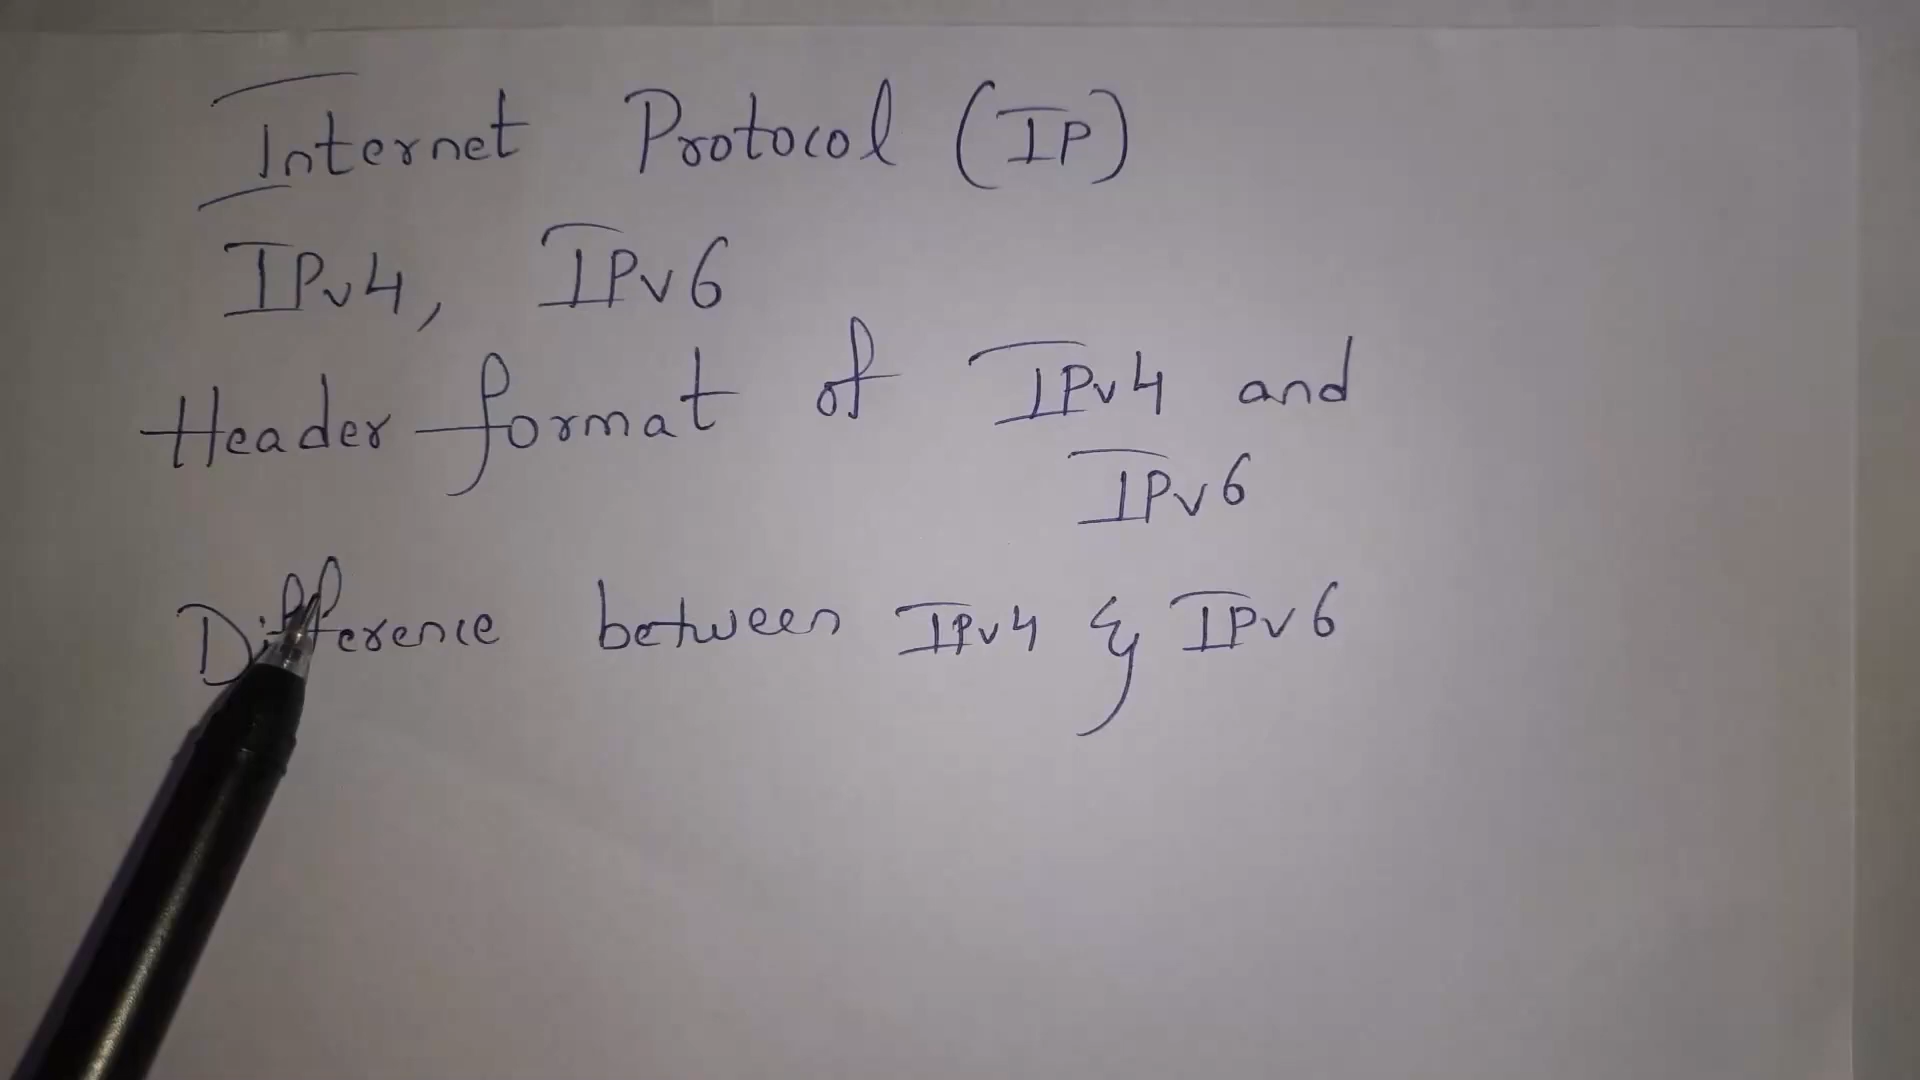 Internet Protocol (IP)
IPv4, IPv6
Header format of IPv4 and
IPv6
Difference between IPv4 & IPv6